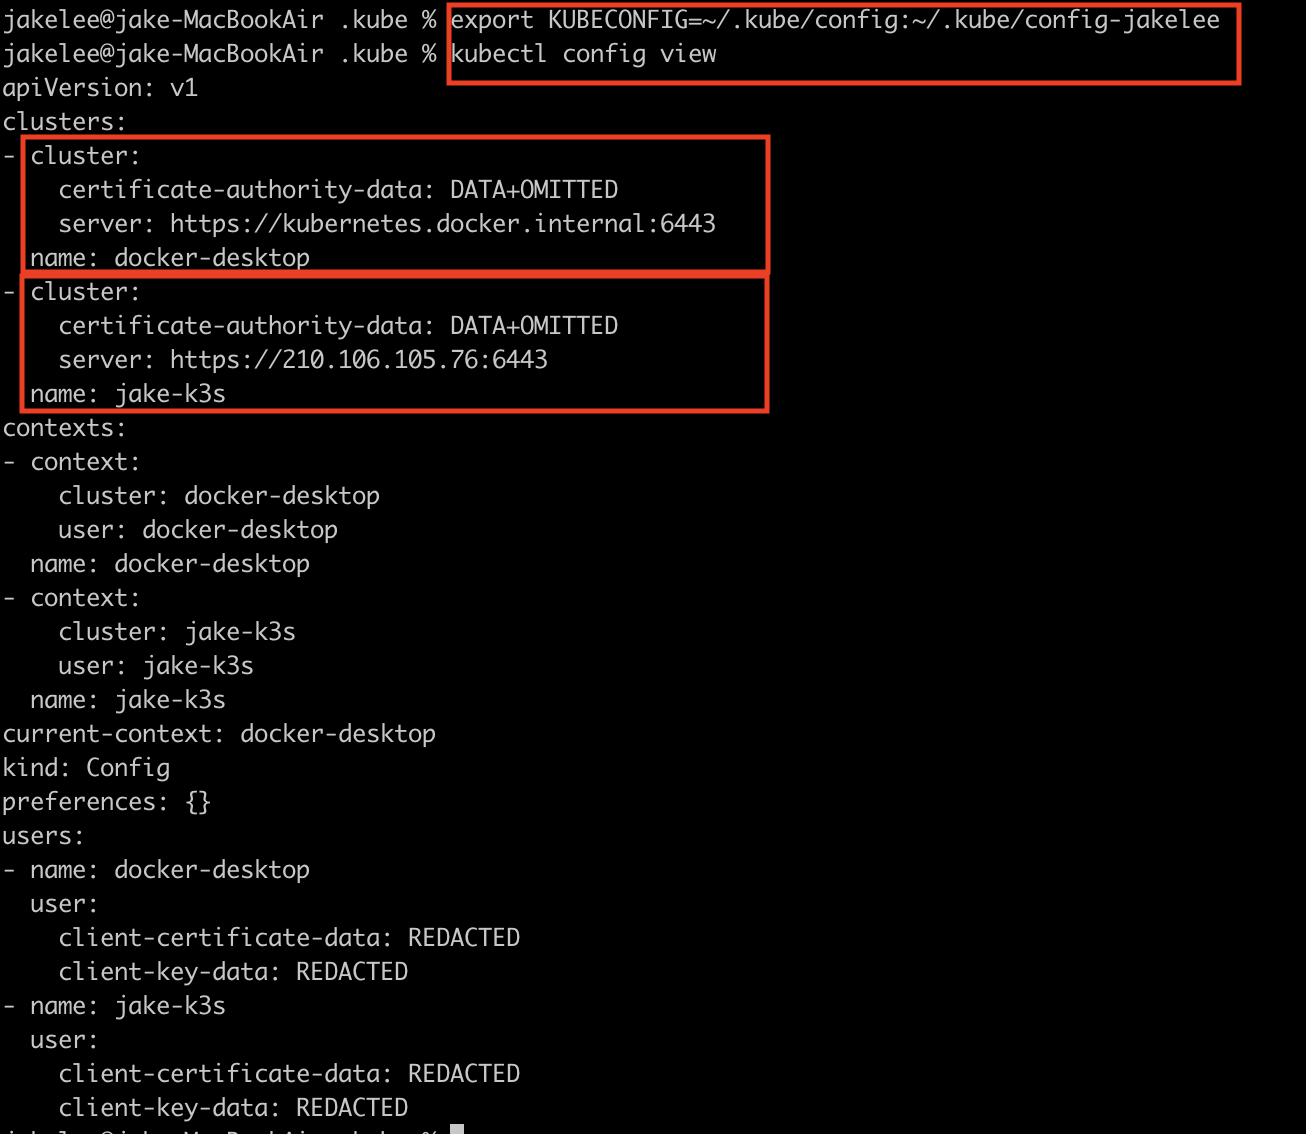 jakelee@jake-MacBookAir .kube % export KUBECONFIG=~/.kube/config:~/.kube/config-jakelee
jakelee@jake-MacBookAir .kube % kubectl config view
apiVersion: v1
clusters:
- cluster:
    certificate-authority-data: DATA+OMITTED
    server: https://kubernetes.docker.internal:6443
  name: docker-desktop
- cluster:
    certificate-authority-data: DATA+OMITTED
    server: https://210.106.105.76:6443
  name: jake-k3s
contexts:
- context:
    cluster: docker-desktop
    user: docker-desktop
  name: docker-desktop
- context:
    cluster: jake-k3s
    user: jake-k3s
  name: jake-k3s
current-context: docker-desktop
kind: Config
preferences: {}
users:
- name: docker-desktop
  user:
    client-certificate-data: REDACTED
    client-key-data: REDACTED
- name: jake-k3s
  user:
    client-certificate-data: REDACTED
    client-key-data: REDACTED